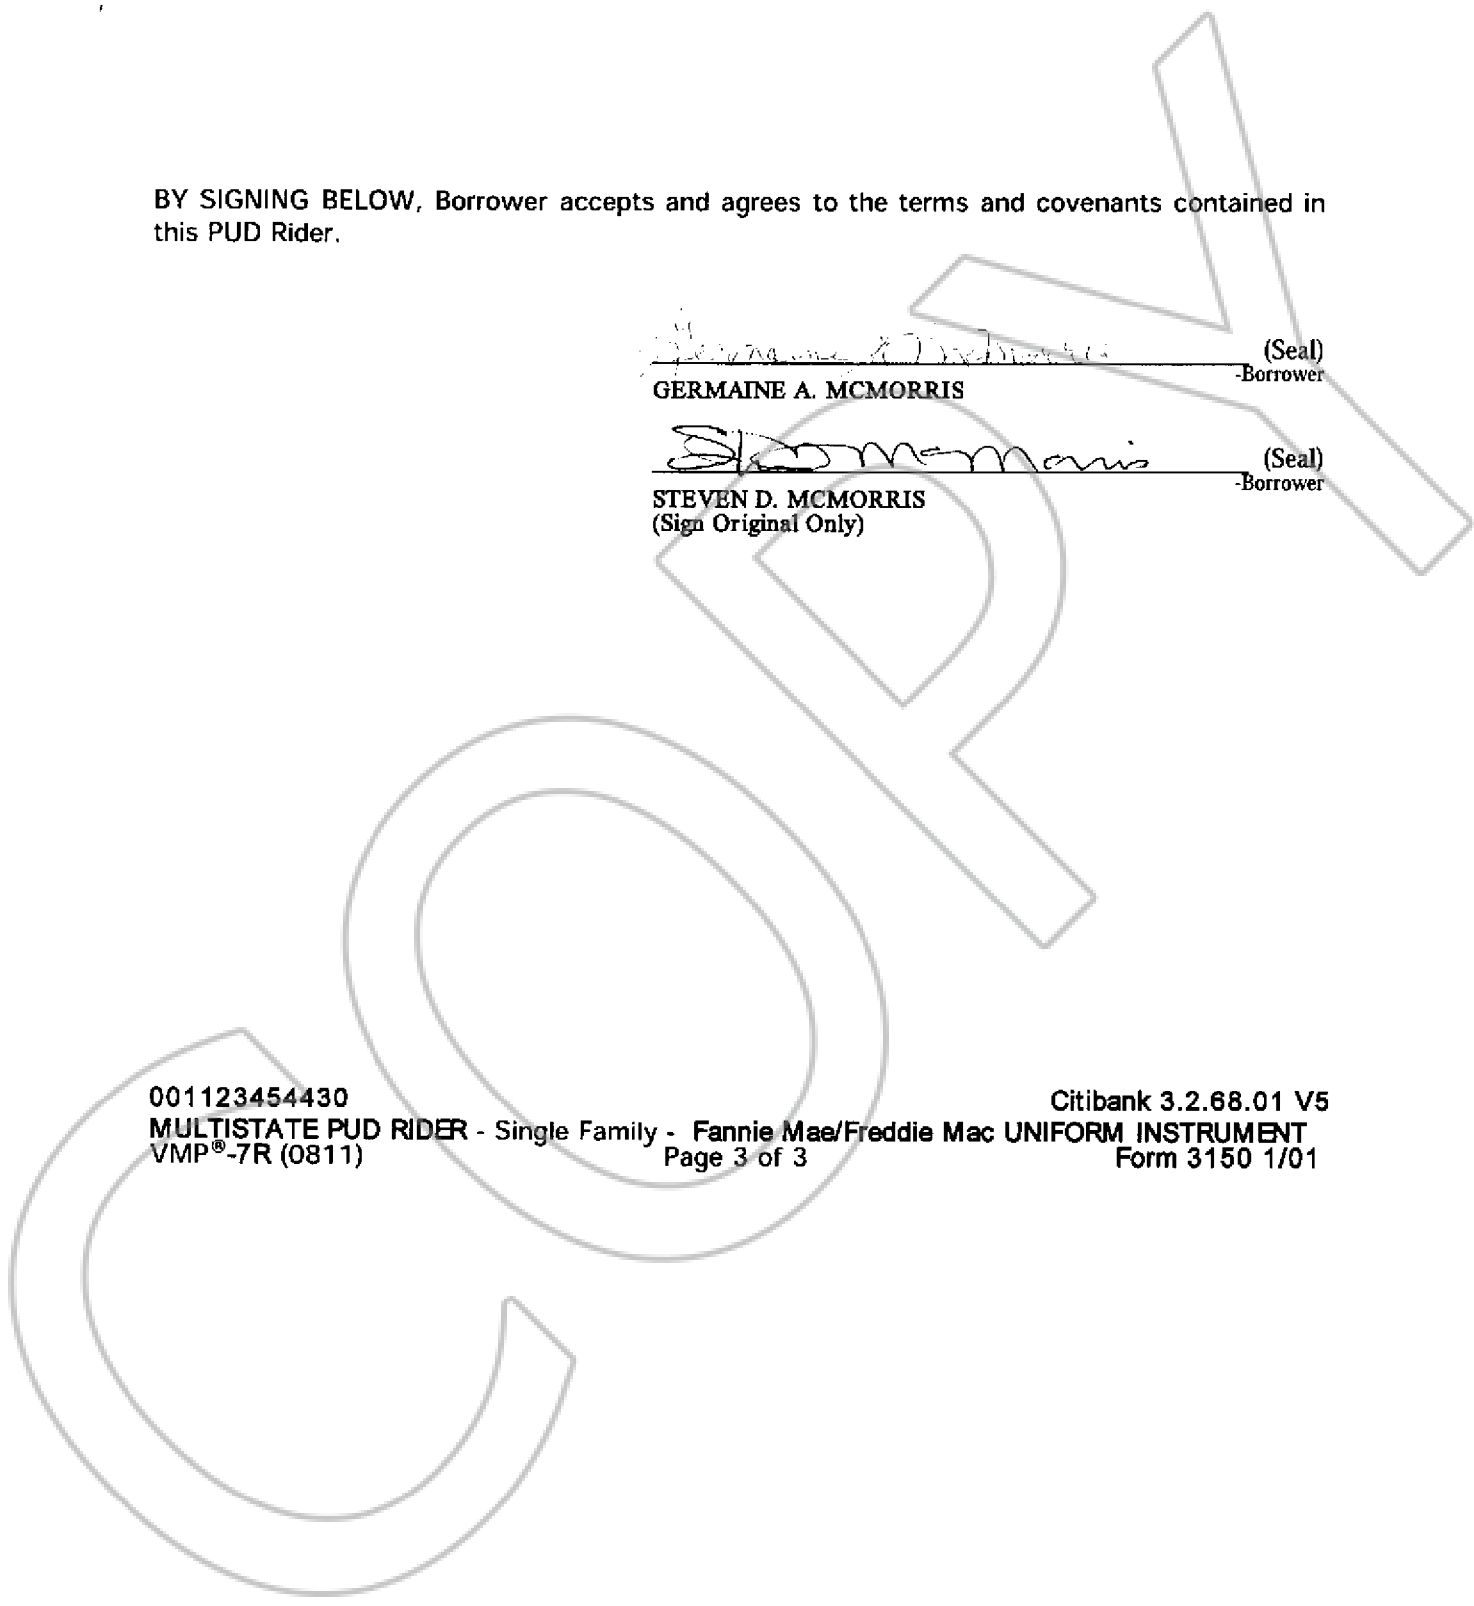 BY SIGNING BELOW, Borrower accepts and agrees to the terms and covenants contained in
this PUD Rider.
(Seal)
-Borrower
GERMAINE A. MCMORRIS
McMorris (Seal)
-Borrower
STEVEN D. MCMORRIS
(Sign Original Only)
001123454430 Citibank 3.2.68.01 V5
MULTISTATE PUD RIDER - Single Family - Fannie Mae/Freddie Mac UNIFORM INSTRUMENT
VMP®-7R (0811) Page 3 of 3 Form 3150 1/01
COPY